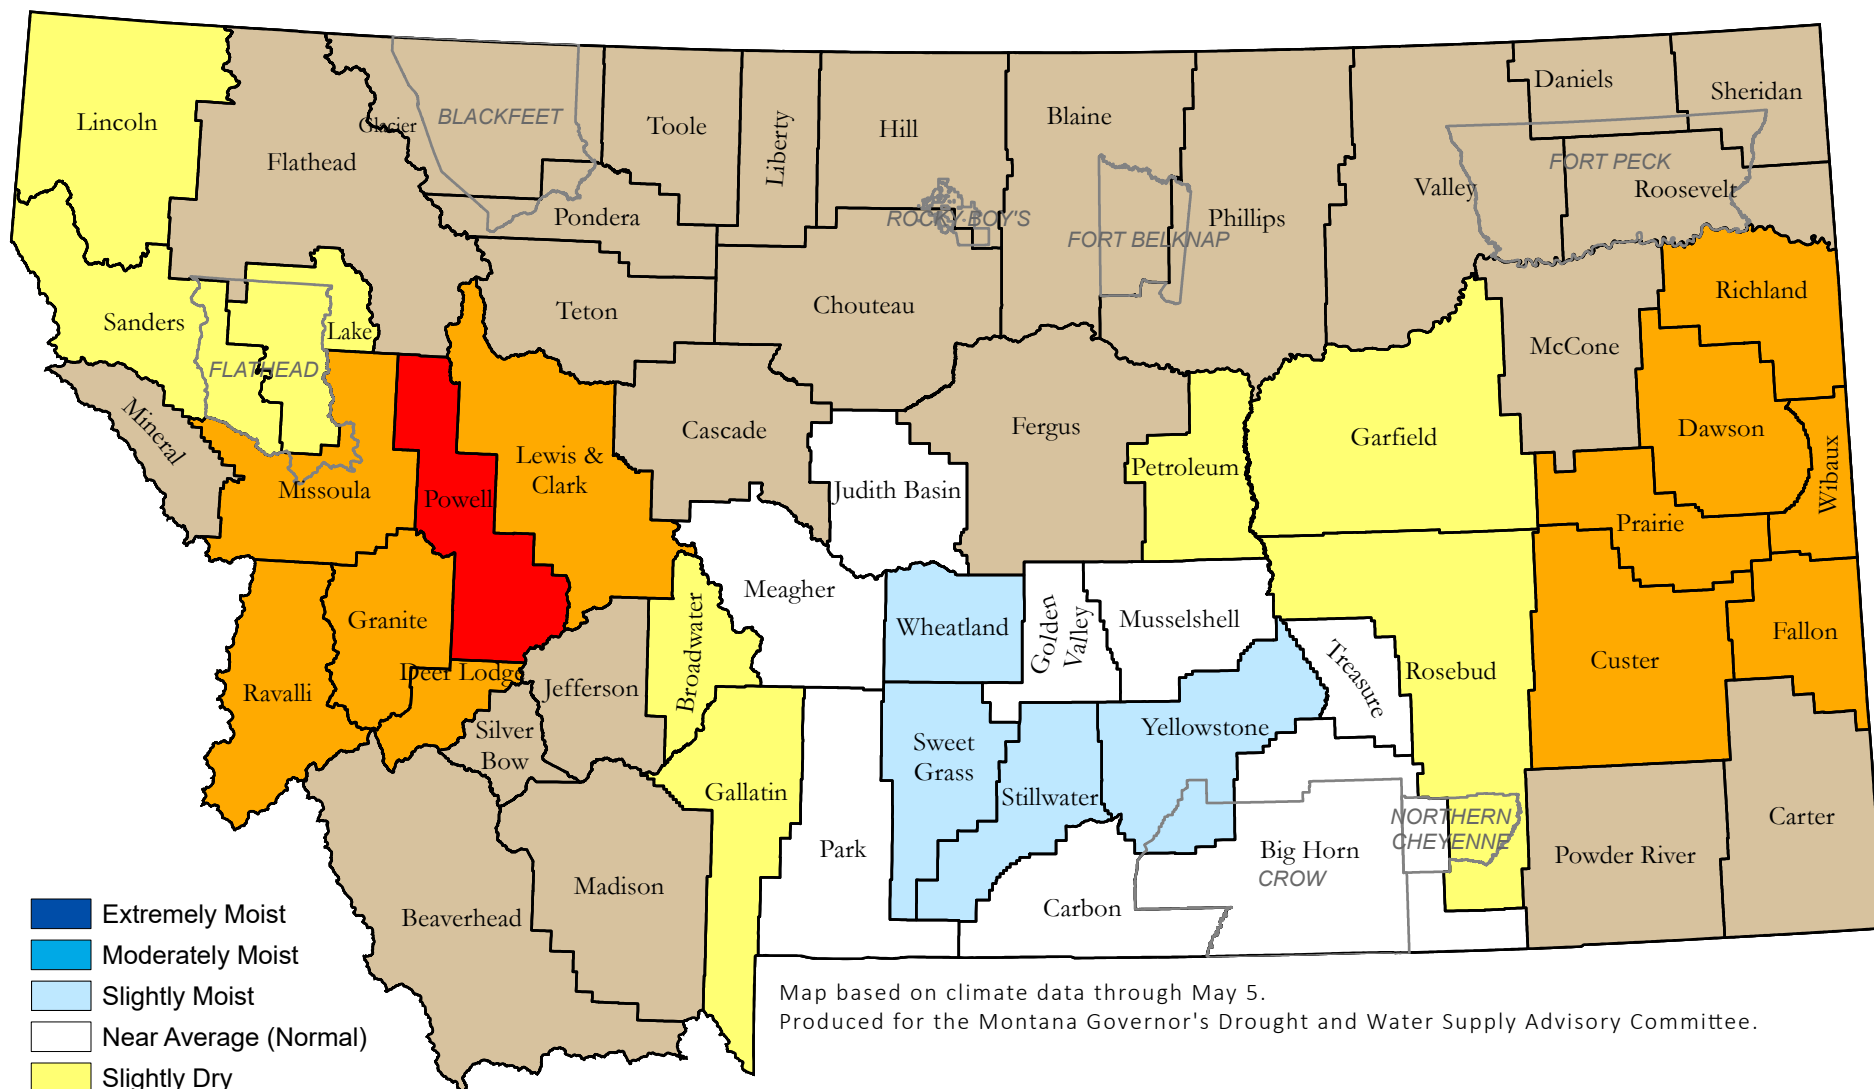 Lincoln
Flathead
Glacier
BLACKFEET
Toole
Liberty
Hill
Blaine
Phillips
Valley
Daniels
Sheridan
FORT PECK
Roosevelt
Pondera
ROCKY BOY'S
FORT BELKNAP
Sanders
Lake
FLATHEAD
Teton
Chouteau
Richland
McCone
Mineral
Missoula
Powell
Lewis &
Clark
Cascade
Judith Basin
Fergus
Petroleum
Garfield
Dawson
Wibaux
Prairie
Meagher
Wheatland
Golden
Valley
Musselshell
Treasure
Rosebud
Custer
Fallon
Ravalli
Granite
Deer Lodge
Jefferson
Broadwater
Silver
Bow
Gallatin
Sweet
Grass
Yellowstone
Stillwater
Park
Carbon
Big Horn
CROW
NORTHERN
CHEYENNE
Powder River
Carter
Madison
Beaverhead
Extremely Moist
Moderately Moist
Slightly Moist
Near Average (Normal)
Slightly Dry
Map based on climate data through May 5.
Produced for the Montana Governor's Drought and Water Supply Advisory Committee.